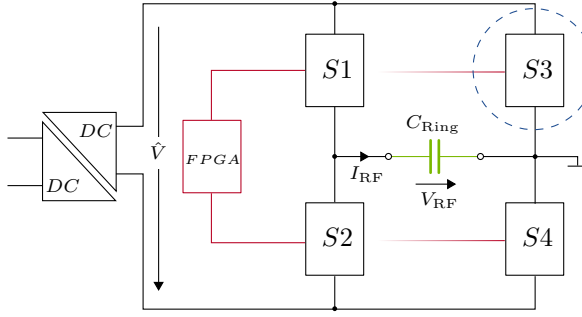 S1
S3
C_Ring
DC
V̂
FPGA
I_RF
V_RF
DC
S2
S4